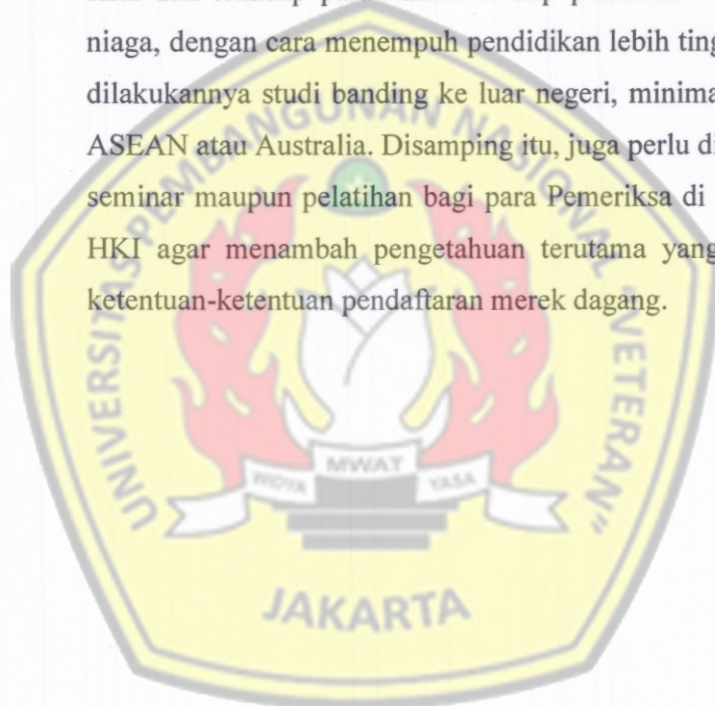 niaga, dengan cara menempuh pendidikan lebih ting
dilakukannya studi banding ke luar negeri, minima
ASEAN atau Australia. Disamping itu, juga perlu di
seminar maupun pelatihan bagi para Pemeriksa di
HKI agar menambah pengetahuan terutama yang
ketentuan-ketentuan pendaftaran merek dagang.
UNIVERSITAS PEMBANGUNAN NASIONAL "VETERAN"
WIDYA MWAT YASA
JAKARTA